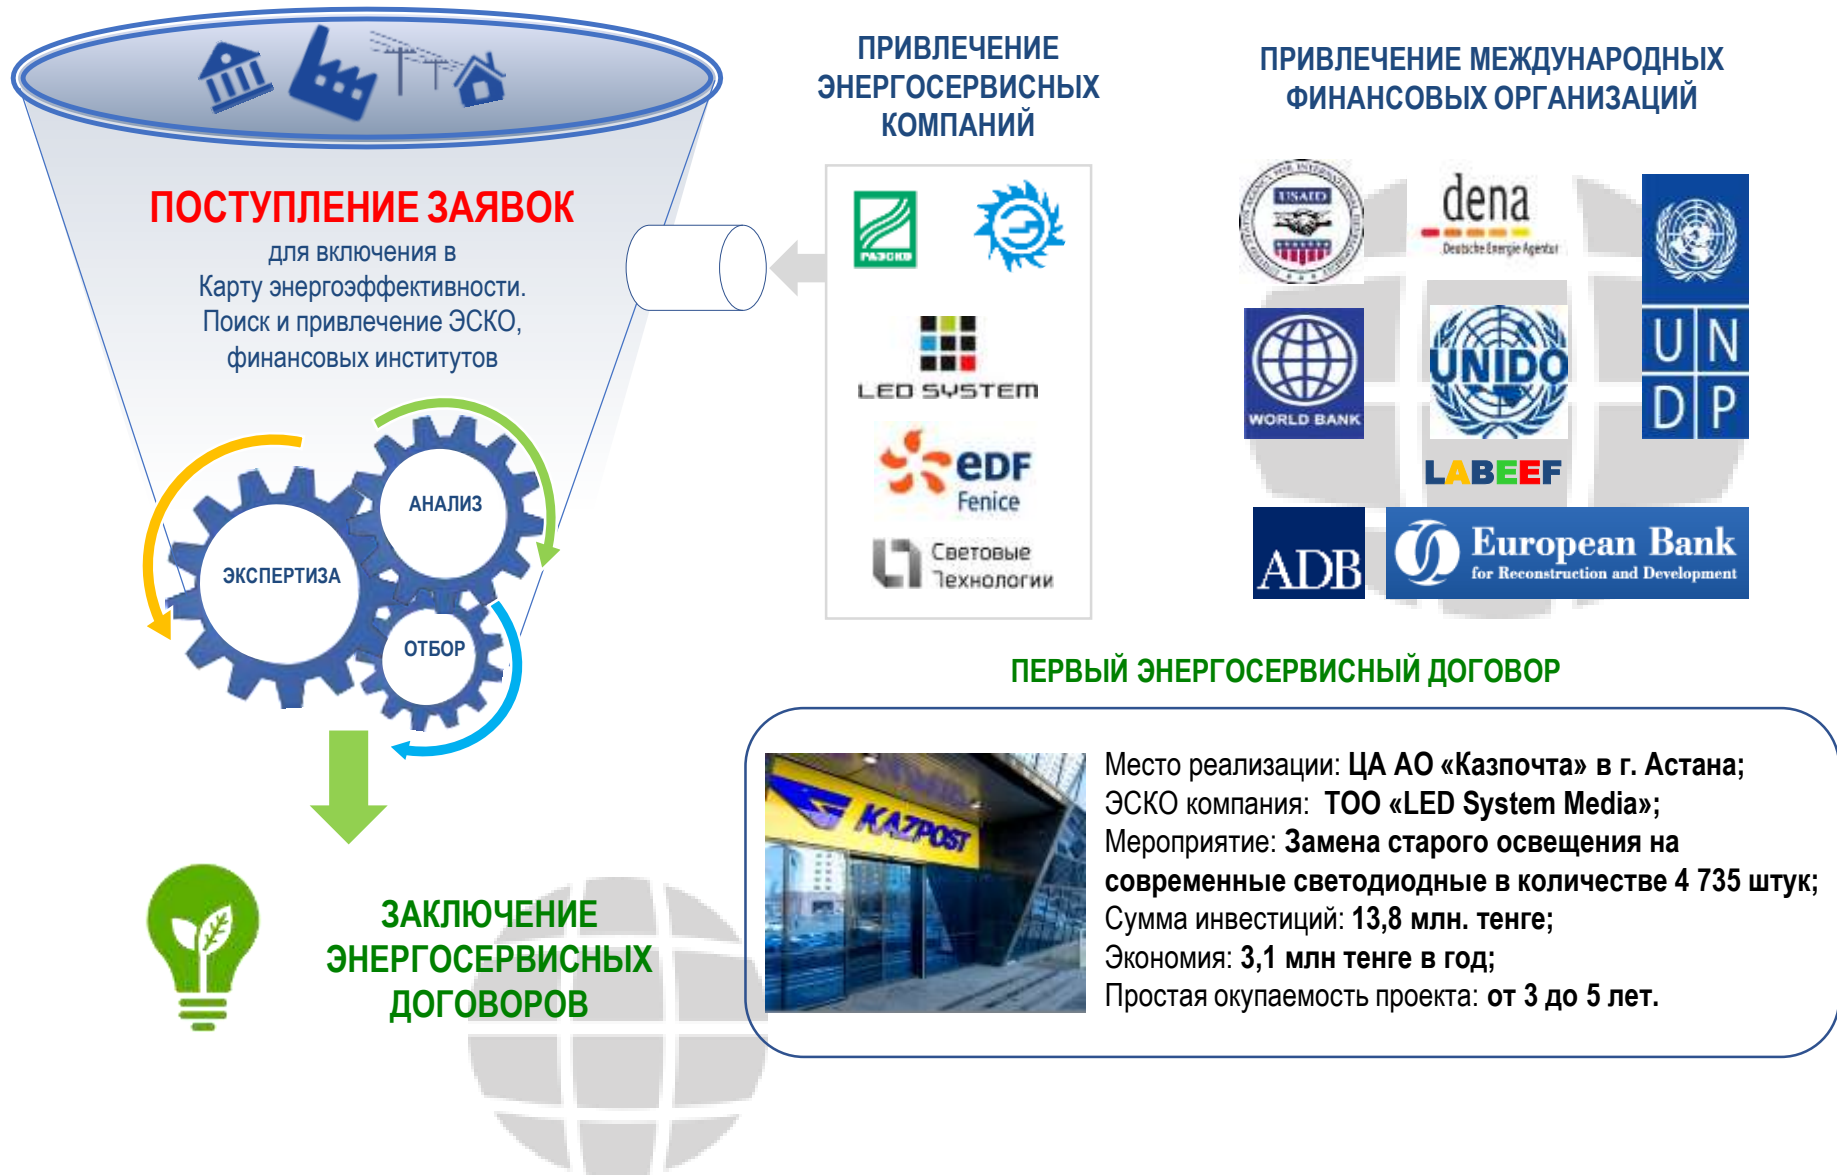 ПОСТУПЛЕНИЕ ЗАЯВОК
для включения в
Карту энергоэффективности.
Поиск и привлечение ЭСКО,
финансовых институтов
АНАЛИЗ
ЭКСПЕРТИЗА
ОТБОР
ЗАКЛЮЧЕНИЕ
ЭНЕРГОСЕРВИСНЫХ
ДОГОВОРОВ
ПРИВЛЕЧЕНИЕ
ЭНЕРГОСЕРВИСНЫХ
КОМПАНИЙ
РАЭСКО
LED SYSTEM
edF
Fenice
Световые
Технологии
ПРИВЛЕЧЕНИЕ МЕЖДУНАРОДНЫХ
ФИНАНСОВЫХ ОРГАНИЗАЦИЙ
USAID
dena
Deutsche Energie Agentur
WORLD BANK
UNIDO
U N
D P
LABEEF
ADB
European Bank
for Reconstruction and Development
ПЕРВЫЙ ЭНЕРГОСЕРВИСНЫЙ ДОГОВОР
KAZPOST
Место реализации: ЦА АО «Казпочта» в г. Астана;
ЭСКО компания: ТОО «LED System Media»;
Мероприятие: Замена старого освещения на
современные светодиодные в количестве 4 735 штук;
Сумма инвестиций: 13,8 млн. тенге;
Экономия: 3,1 млн тенге в год;
Простая окупаемость проекта: от 3 до 5 лет.